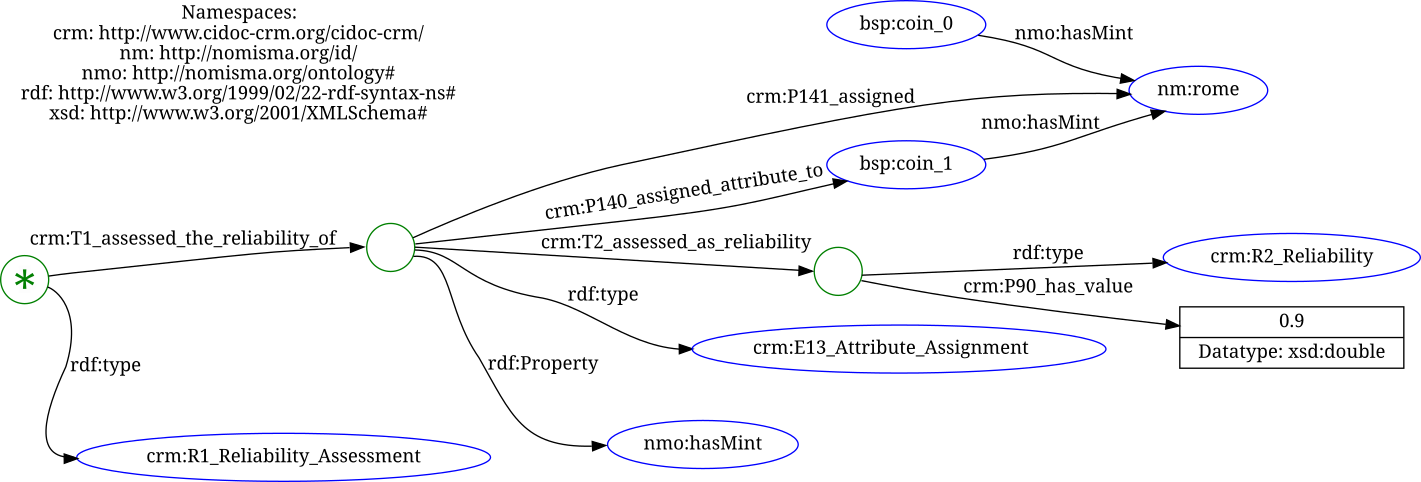 Namespaces:
crm: http://www.cidoc-crm.org/cidoc-crm/
nm: http://nomisma.org/id/
nmo: http://nomisma.org/ontology#
rdf: http://www.w3.org/1999/02/22-rdf-syntax-ns#
xsd: http://www.w3.org/2001/XMLSchema#
bsp:coin_0
nmo:hasMint
nm:rome
crm:P141_assigned
nmo:hasMint
bsp:coin_1
crm:P140_assigned_attribute_to
crm:T1_assessed_the_reliability_of
crm:T2_assessed_as_reliability
*
rdf:type
crm:R2_Reliability
crm:P90_has_value
0.9
Datatype: xsd:double
rdf:type
crm:E13_Attribute_Assignment
rdf:type
rdf:Property
nmo:hasMint
crm:R1_Reliability_Assessment